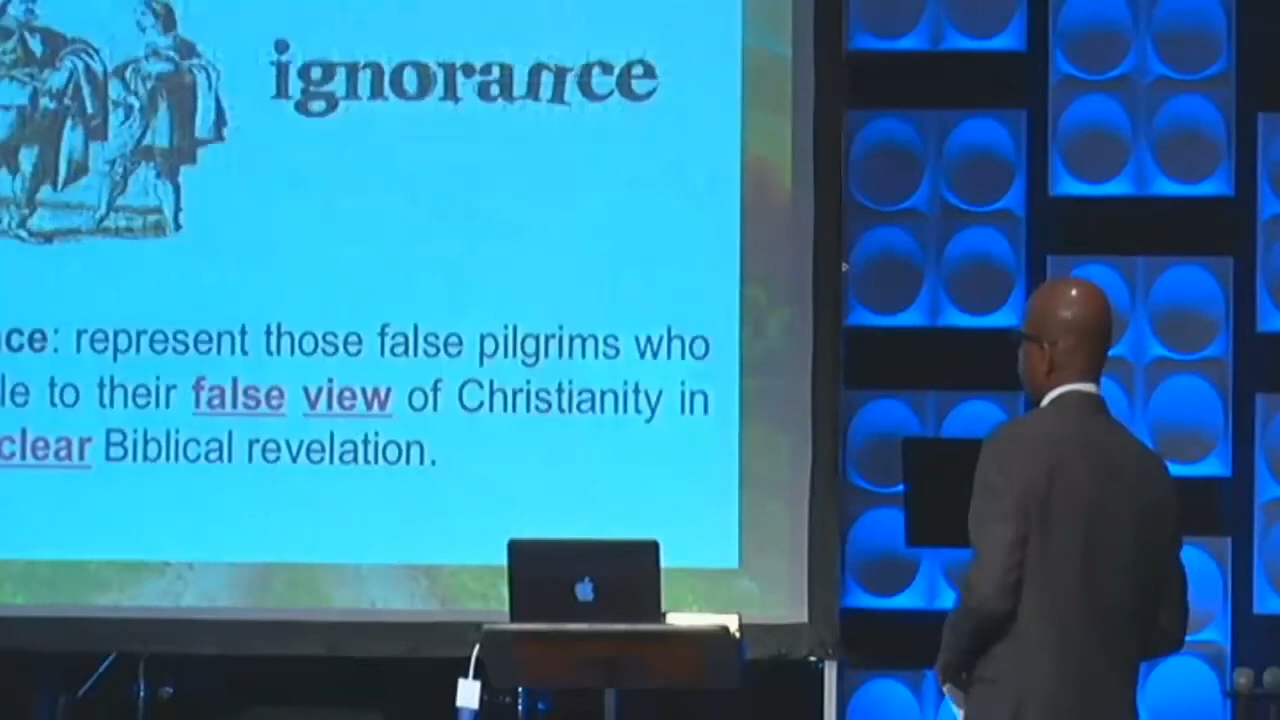 ignorance
ce: represent those false pilgrims who
le to their false view of Christianity in
clear Biblical revelation.